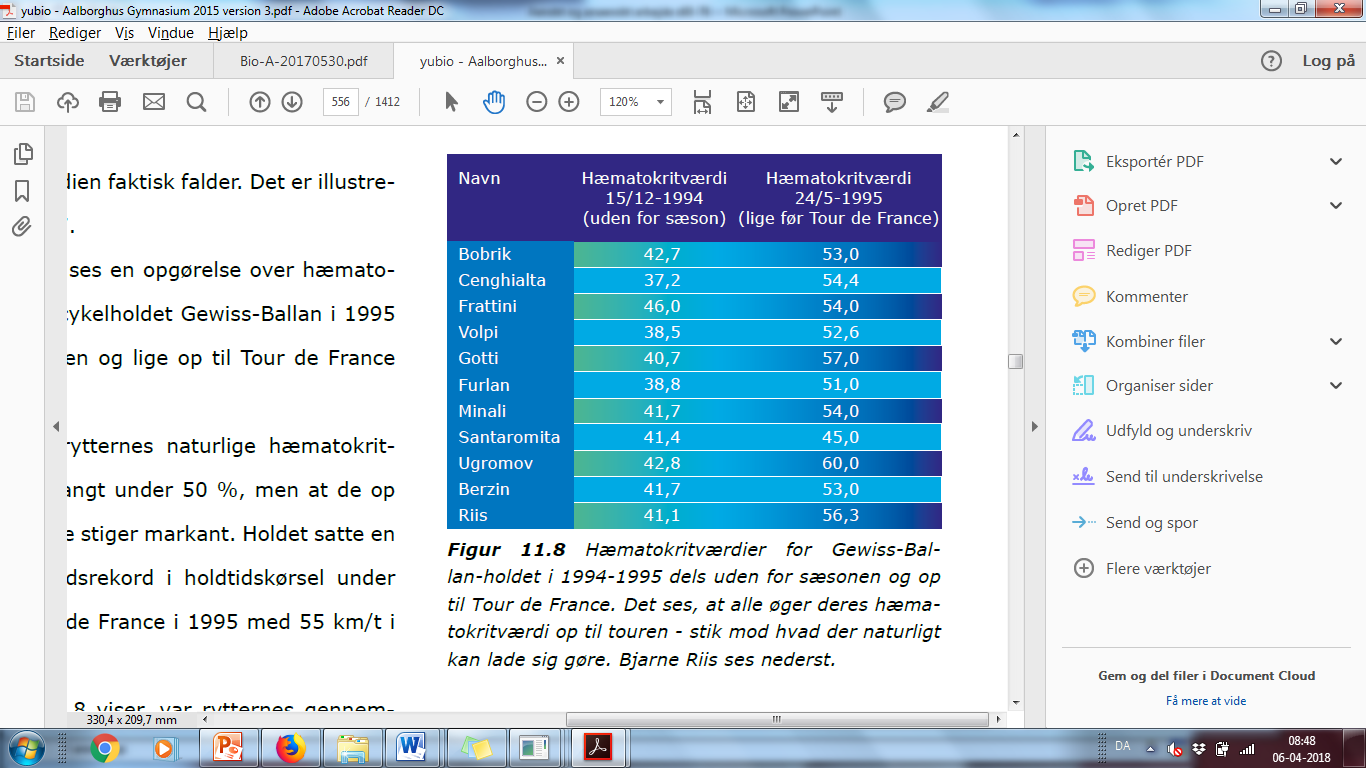 yubio - Aalborghus Gymnasium 2015 version 3.pdf - Adobe Acrobat Reader DC
Filer Rediger Vis Vindue Hjælp
Startside Værktøjer Bio-A-20170530.pdf yubio - Aalborghus... × Log på
556 / 1412 120%
dien faktisk falder. Det er illustre-
ses en opgørelse over hæmato-
cykelholdet Gewiss-Ballan i 1995
en og lige op til Tour de France
rytternes naturlige hæmatokrit-
angt under 50 %, men at de op
e stiger markant. Holdet satte en
dsrekord i holdtidskørsel under
de France i 1995 med 55 km/t i
8 viser, var rytternes gennem-
Navn Hæmatokritværdi 15/12-1994 (uden for sæson) Hæmatokritværdi 24/5-1995 (lige før Tour de France)
Bobrik 42,7 53,0
Cenghialta 37,2 54,4
Frattini 46,0 54,0
Volpi 38,5 52,6
Gotti 40,7 57,0
Furlan 38,8 51,0
Minali 41,7 54,0
Santaromita 41,4 45,0
Ugromov 42,8 60,0
Berzin 41,7 53,0
Riis 41,1 56,3
Figur 11.8 Hæmatokritværdier for Gewiss-Bal-
lan-holdet i 1994-1995 dels uden for sæsonen og op
til Tour de France. Det ses, at alle øger deres hæma-
tokritværdi op til touren - stik mod hvad der naturligt
kan lade sig gøre. Bjarne Riis ses nederst.
Eksportér PDF
Opret PDF
Rediger PDF
Kommenter
Kombiner filer
Organiser sider
Udfyld og underskriv
Send til underskrivelse
Send og spor
Flere værktøjer
Gem og del filer i Document Cloud
Få mere at vide
330,4 x 209,7 mm
DA 08:48
06-04-2018